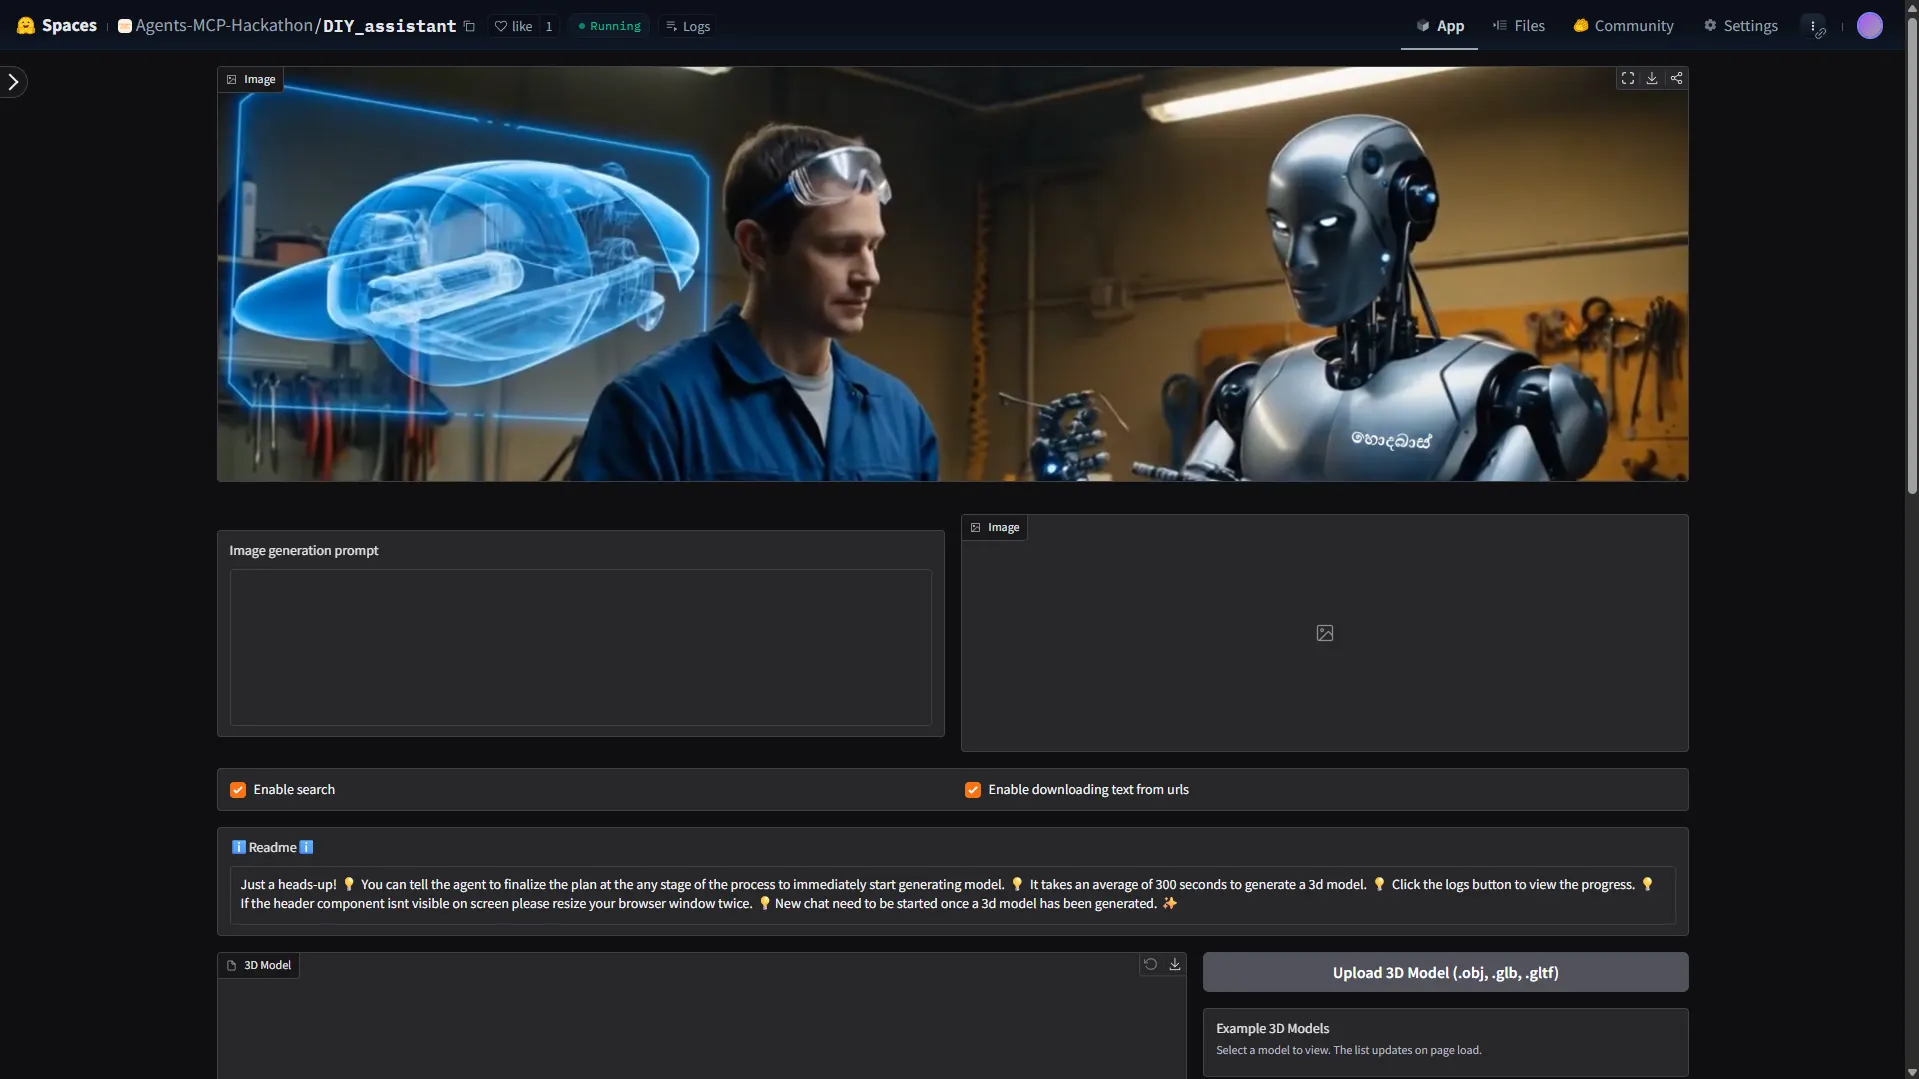 Spaces
Agents-MCP-Hackathon/DIY_assistant
like 1
Running
Logs
App
Files
Community
Settings
Image
හොදබාස්
Image generation prompt
Image
Enable search
Enable downloading text from urls
ℹ️ Readme ℹ️
Just a heads-up! 💡 You can tell the agent to finalize the plan at the any stage of the process to immediately start generating model. 💡 It takes an average of 300 seconds to generate a 3d model. 💡 Click the logs button to view the progress. 💡
If the header component isnt visible on screen please resize your browser window twice. 💡 New chat need to be started once a 3d model has been generated. ✨
3D Model
Upload 3D Model (.obj, .glb, .gltf)
Example 3D Models
Select a model to view. The list updates on page load.